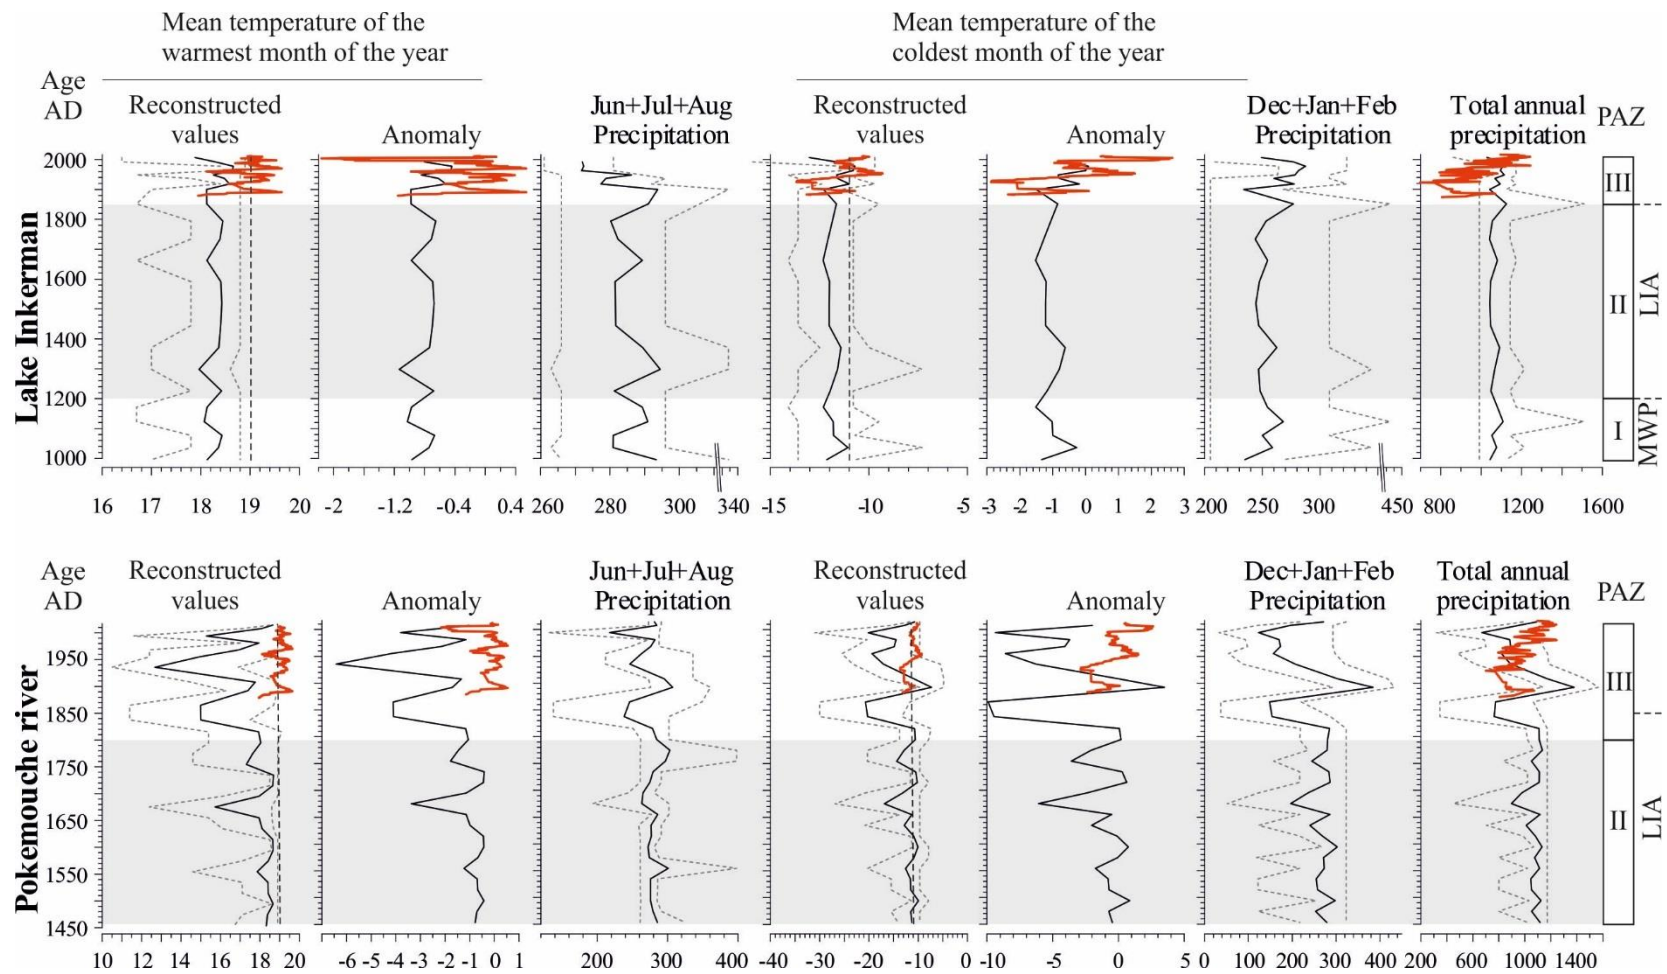 Mean temperature of the
warmest month of the year
Mean temperature of the
coldest month of the year
Age
AD
Reconstructed
values
Anomaly
Jun+Jul+Aug
Precipitation
Reconstructed
values
Anomaly
Dec+Jan+Feb
Precipitation
Total annual
precipitation
PAZ
Lake Inkerman
2000
1800
1600
1400
1200
1000
III
II
I
LIA
MWP
16 17 18 19 20
-2 -1.2 -0.4 0.4
260 280 300 340
-15 -10 -5
-3 -2 -1 0 1 2 3
200 250 300 450
800 1200 1600
Age
AD
Reconstructed
values
Anomaly
Jun+Jul+Aug
Precipitation
Reconstructed
values
Anomaly
Dec+Jan+Feb
Precipitation
Total annual
precipitation
PAZ
Pokemouche river
1950
1850
1750
1650
1550
1450
III
II
LIA
10 12 14 16 18 20
-6 -5 -4 -3 -2 -1 0 1
200 300 400
-40 -30 -20 -10 0
-10 -5 0 5
0 100 200 300 400
200 600 1000 1400